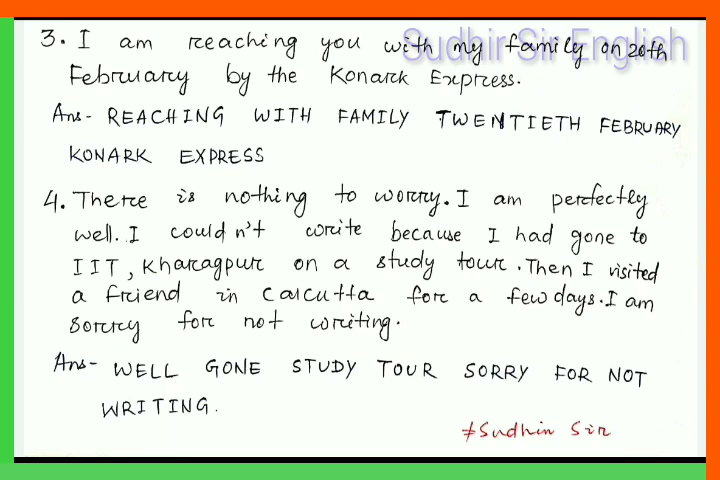 Sudhir Sir English
3. I am reaching you with my family on 20th
February by the Konark Express.
Ans- REACHING WITH FAMILY TWENTIETH FEBRUARY
KONARK EXPRESS
4. There is nothing to worry. I am perfectly
well. I couldn't write because I had gone to
IIT, Kharagpur on a study tour. Then I visited
a friend in Calcutta for a few days. I am
sorry for not writing.
Ans- WELL GONE STUDY TOUR SORRY FOR NOT
WRITING.
Sudhir Sir